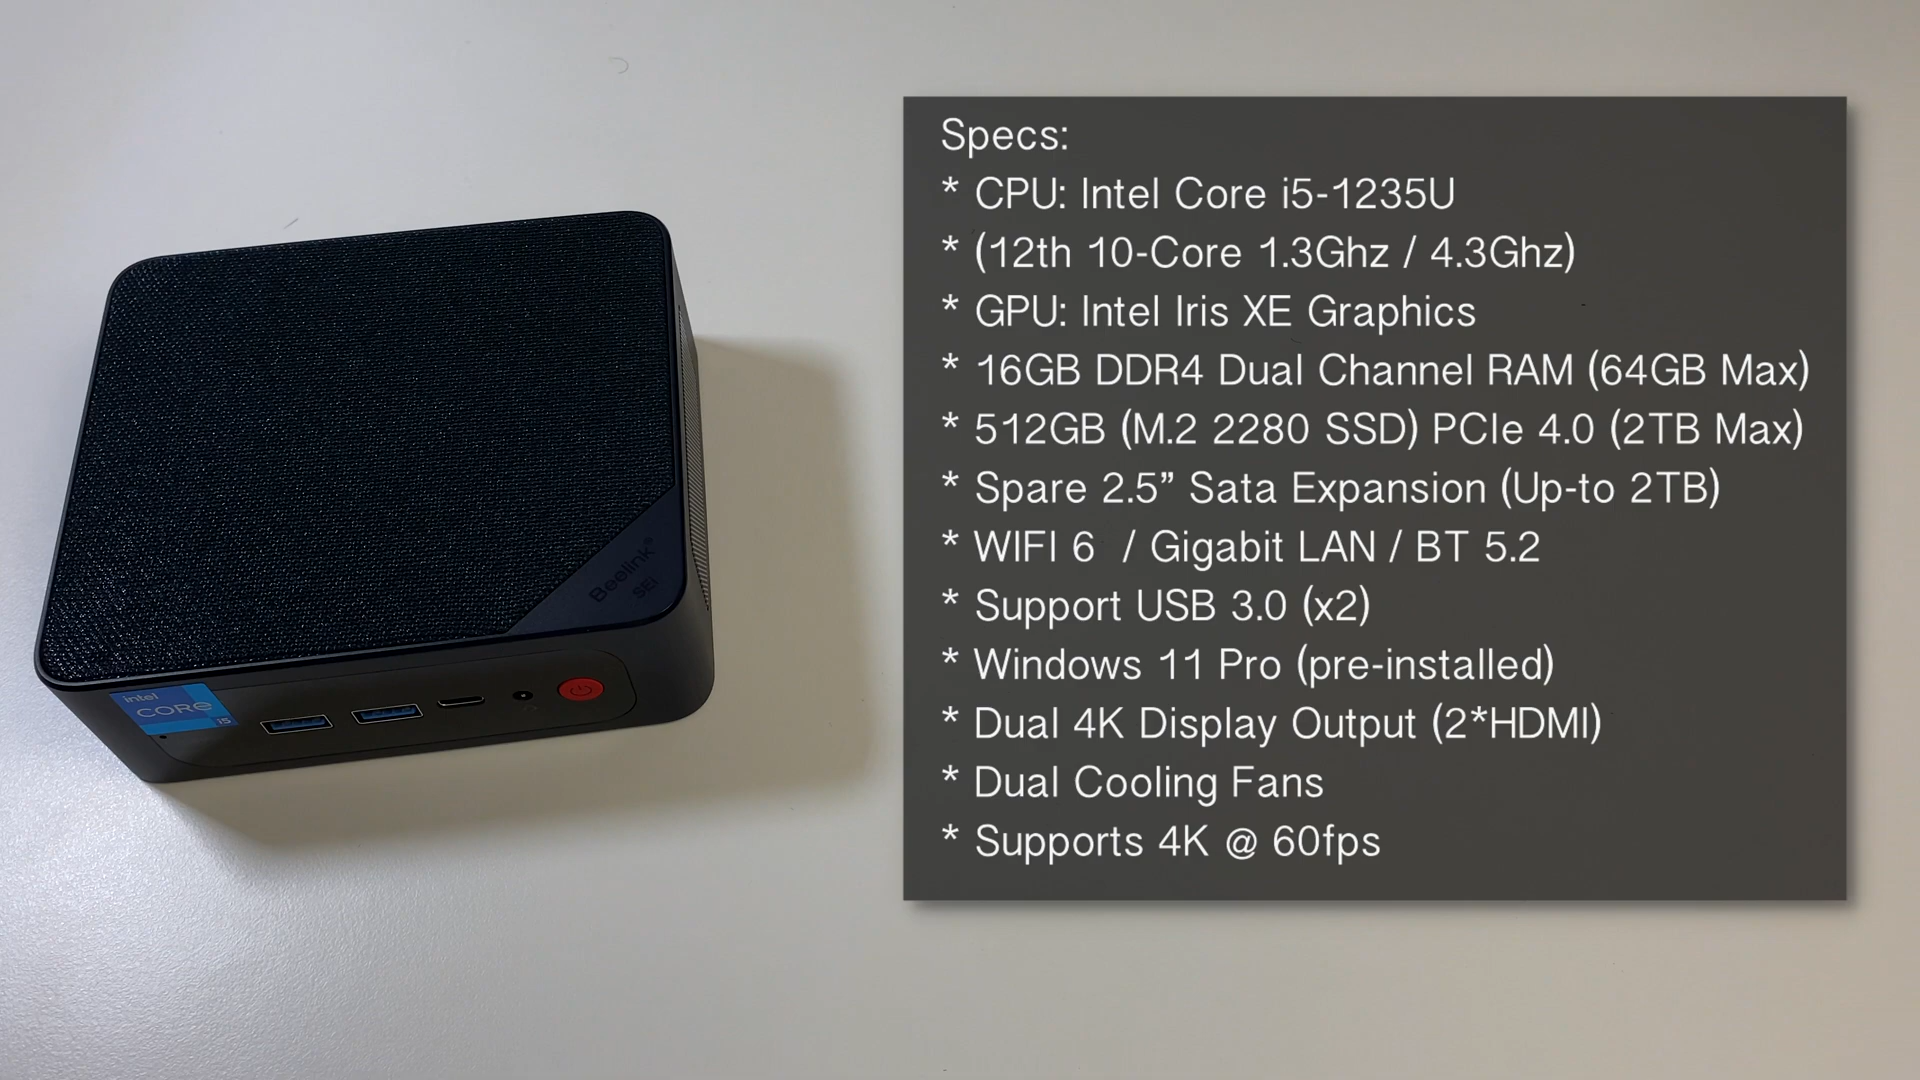 Specs:
* CPU: Intel Core i5-1235U
* (12th 10-Core 1.3Ghz / 4.3Ghz)
* GPU: Intel Iris XE Graphics
* 16GB DDR4 Dual Channel RAM (64GB Max)
* 512GB (M.2 2280 SSD) PCIe 4.0 (2TB Max)
* Spare 2.5” Sata Expansion (Up-to 2TB)
* WIFI 6 / Gigabit LAN / BT 5.2
* Support USB 3.0 (x2)
* Windows 11 Pro (pre-installed)
* Dual 4K Display Output (2*HDMI)
* Dual Cooling Fans
* Supports 4K @ 60fps
Beelink®
SEi
intel
CORE
i5